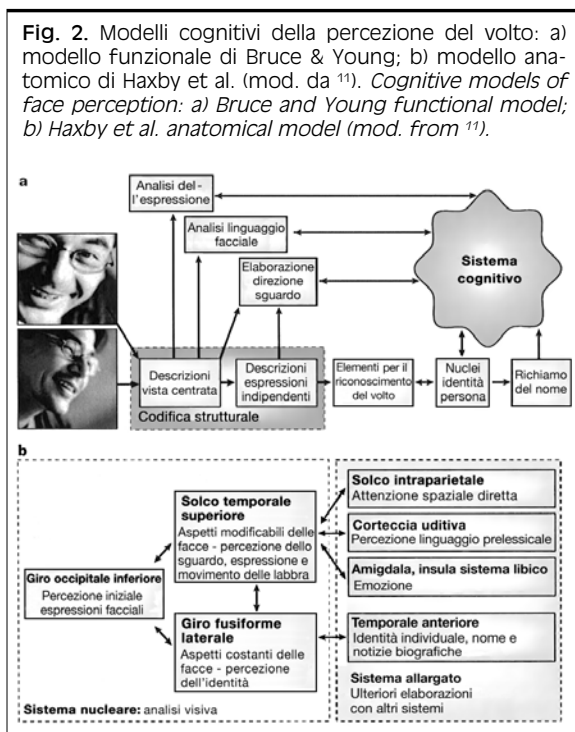 Fig. 2. Modelli cognitivi della percezione del volto: a)
modello funzionale di Bruce & Young; b) modello ana-
tomico di Haxby et al. (mod. da ¹¹). Cognitive models of
face perception: a) Bruce and Young functional model;
b) Haxby et al. anatomical model (mod. from ¹¹).
a
Analisi del-
l'espressione
Analisi linguaggio
facciale
Elaborazione
direzione
sguardo
Sistema
cognitivo
Descrizioni
vista centrata
Descrizioni
espressioni
indipendenti
Codifica strutturale
Elementi per il
riconoscimento
del volto
Nuclei
identità
persona
Richiamo
del nome
b
Giro occipitale inferiore
Percezione iniziale
espressioni facciali
Solco temporale
superiore
Aspetti modificabili delle
facce - percezione dello
sguardo, espressione e
movimento delle labbra
Giro fusiforme
laterale
Aspetti costanti delle
facce - percezione
dell'identità
Sistema nucleare: analisi visiva
Solco intraparietale
Attenzione spaziale diretta
Corteccia uditiva
Percezione linguaggio prelessicale
Amigdala, insula sistema libico
Emozione
Temporale anteriore
Identità individuale, nome e
notizie biografiche
Sistema allargato
Ulteriori elaborazioni
con altri sistemi